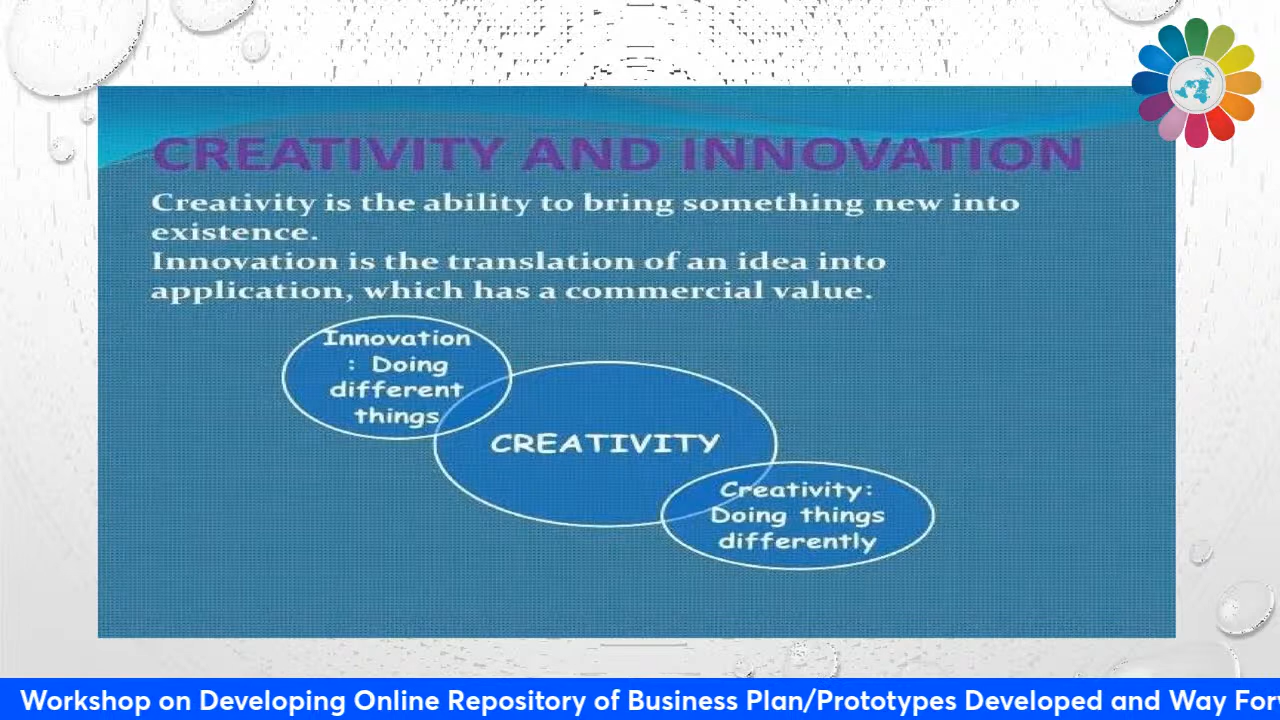 CREATIVITY AND INNOVATION
Creativity is the ability to bring something new into
existence.
Innovation is the translation of an idea into
application, which has a commercial value.
Innovation
: Doing
different
things
CREATIVITY
Creativity:
Doing things
differently
Workshop on Developing Online Repository of Business Plan/Prototypes Developed and Way For